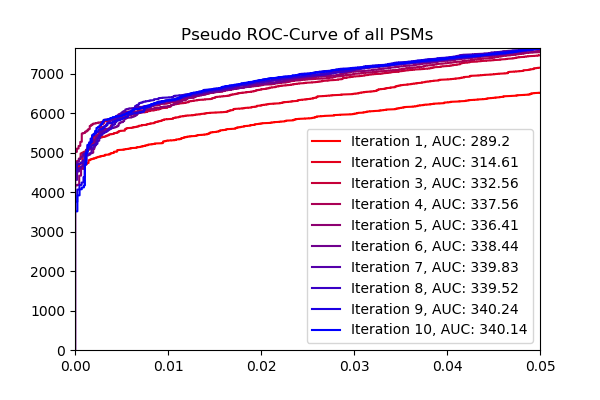 Pseudo ROC-Curve of all PSMs
7000
6000
5000
4000
3000
2000
1000
0
Iteration 1, AUC: 289.2
Iteration 2, AUC: 314.61
Iteration 3, AUC: 332.56
Iteration 4, AUC: 337.56
Iteration 5, AUC: 336.41
Iteration 6, AUC: 338.44
Iteration 7, AUC: 339.83
Iteration 8, AUC: 339.52
Iteration 9, AUC: 340.24
Iteration 10, AUC: 340.14
0.00 0.01 0.02 0.03 0.04 0.05